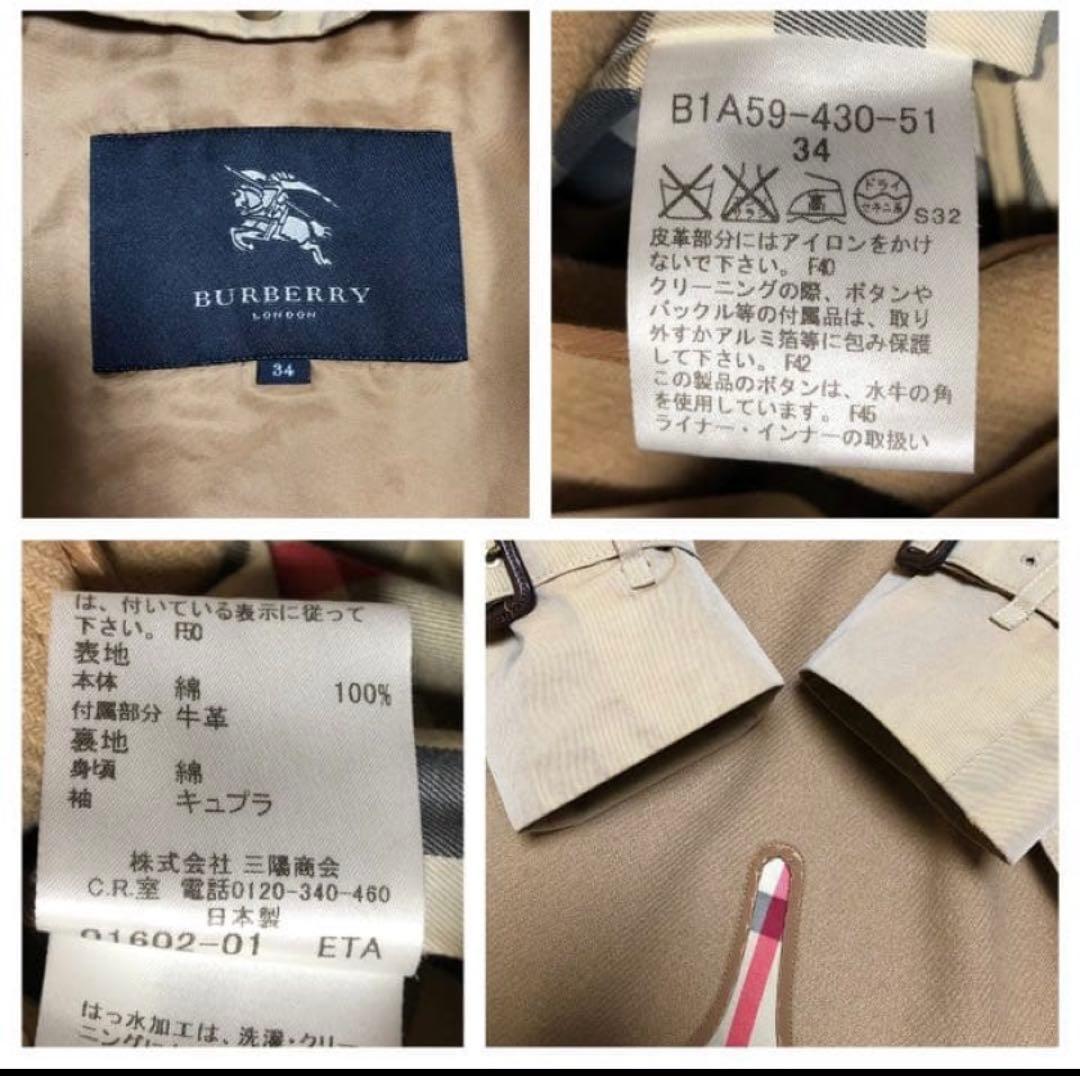 BURBERRY
LONDON
34
B1A59-430-51
34
ドライ
セキユ系
S32
皮革部分にはアイロンをかけ
ないで下さい。 F40
クリーニングの際、ボタンや
バックル等の付属品は、取り
外すかアルミ箔等に包み保護
して下さい。 F42
この製品のボタンは、水牛の角
を使用しています。 F45
ライナー・インナーの取扱い
は、付いている表示に従って
下さい。 F50
表地
本体 綿 100%
付属部分 牛革
裏地
身頃 綿
袖 キュプラ
株式会社 三陽商会
C.R.室 電話0120-340-460
日本製
01602-01 ETA
はっ水加工は、洗濯・クリー